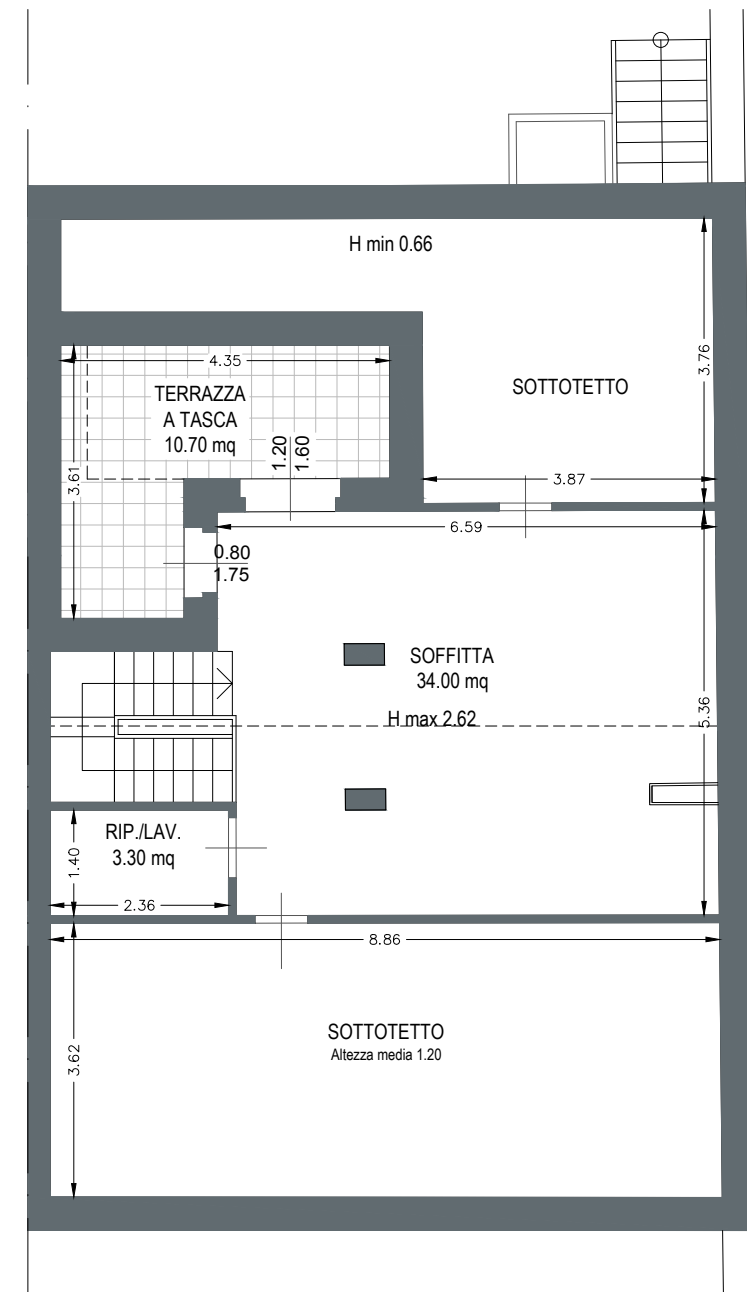 H min 0.66
4.35
TERRAZZA
A TASCA
10.70 mq
1.20
1.60
3.61
SOTTOTETTO
3.76
3.87
6.59
0.80
1.75
SOFFITTA
34.00 mq
H max 2.62
5.36
RIP./LAV.
3.30 mq
1.40
2.36
8.86
SOTTOTETTO
Altezza media 1.20
3.62